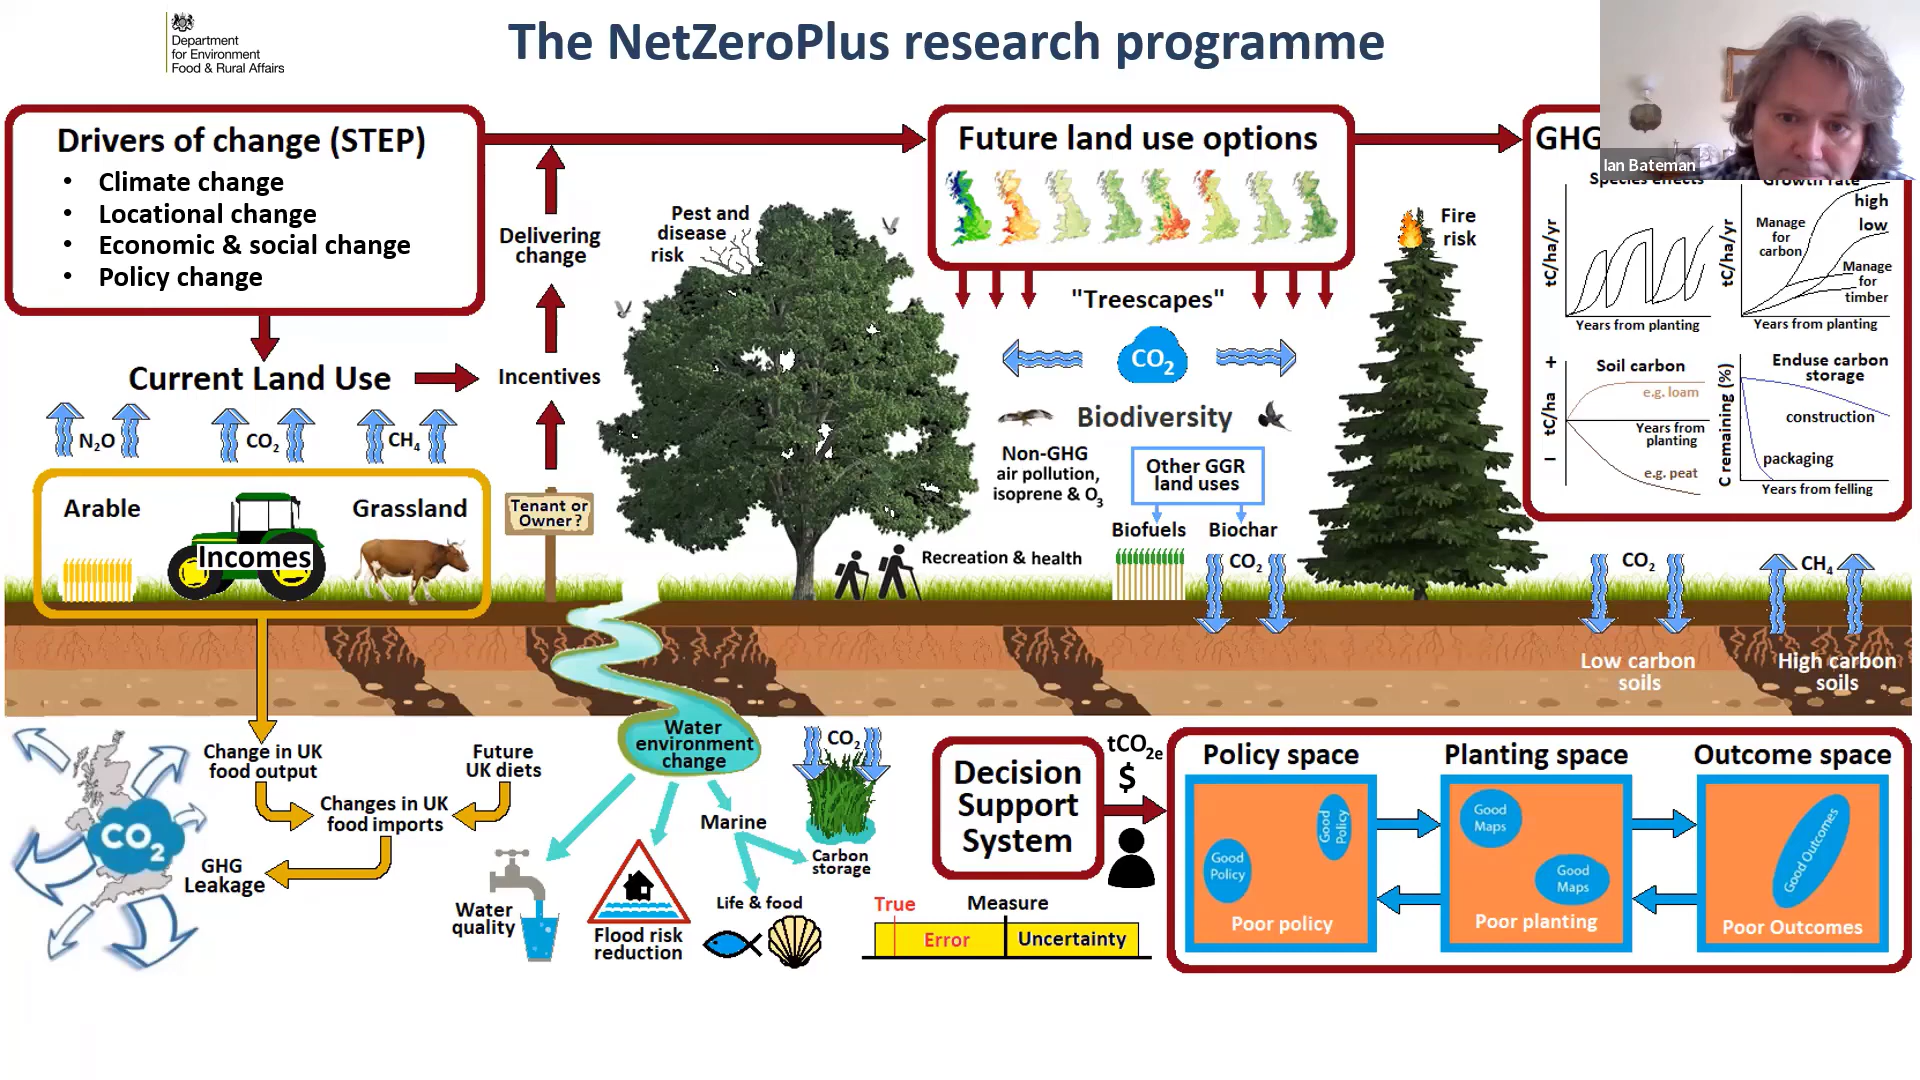 Department
for Environment
Food & Rural Affairs
The NetZeroPlus research programme
Ian Bateman
Drivers of change (STEP)
• Climate change
• Locational change
• Economic & social change
• Policy change
Delivering
change
Pest and
disease
risk
Future land use options
Fire
risk
"Treescapes"
CO2
GHG
Species effects
tC/ha/yr
Years from planting
Growth rate
high
low
Manage
for
carbon
Manage
for
timber
tC/ha/yr
Years from planting
+
Soil carbon
e.g. loam
tC/ha
Years from
planting
–
e.g. peat
Enduse carbon
storage
C remaining (%)
construction
packaging
Years from felling
Current Land Use
Incentives
N2O
CO2
CH4
Biodiversity
Non-GHG
air pollution,
isoprene & O3
Other GGR
land uses
Biofuels
Biochar
Arable
Incomes
Grassland
Tenant or
Owner?
Recreation & health
CO2
CO2
CH4
Low carbon
soils
High carbon
soils
Change in UK
food output
Future
UK diets
Changes in UK
food imports
CO2
GHG
Leakage
Water
environment
change
CO2
Marine
Carbon
storage
Water
quality
Flood risk
reduction
Life & food
Decision
Support
System
tCO2e
$
True
Measure
Error
Uncertainty
Policy space
Planting space
Outcome space
Good
Policy
Good
Policy
Poor policy
Good
Maps
Good
Maps
Poor planting
Good Outcomes
Poor Outcomes